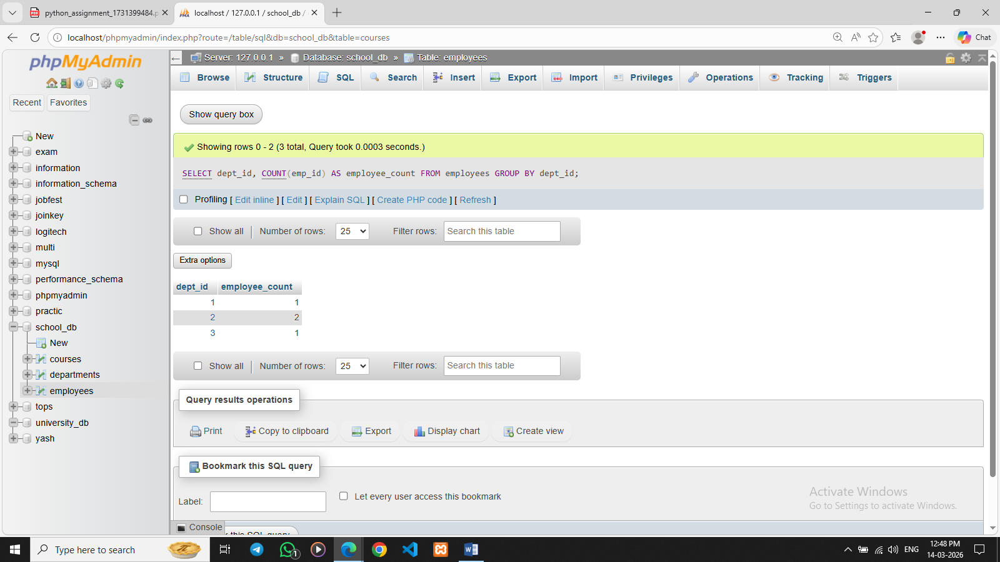 python_assignment_1731399484.p
localhost / 127.0.0.1 / school_db /
localhost/phpmyadmin/index.php?route=/table/sql&db=school_db&table=courses
Chat
phpMyAdmin
Recent
Favorites
New
exam
information
information_schema
jobfest
joinkey
logitech
multi
mysql
performance_schema
phpmyadmin
practic
school_db
New
courses
departments
employees
tops
university_db
yash
Server: 127.0.0.1 » Database: school_db » Table: employees
Browse Structure SQL Search Insert Export Import Privileges Operations Tracking Triggers
Show query box
Showing rows 0 - 2 (3 total, Query took 0.0003 seconds.)
SELECT dept_id, COUNT(emp_id) AS employee_count FROM employees GROUP BY dept_id;
Profiling [ Edit inline ] [ Edit ] [ Explain SQL ] [ Create PHP code ] [ Refresh ]
Show all | Number of rows: 25 Filter rows: Search this table
Extra options
dept_id employee_count
1 1
2 2
3 1
Show all | Number of rows: 25 Filter rows: Search this table
Query results operations
Print Copy to clipboard Export Display chart Create view
Bookmark this SQL query
Label: Let every user access this bookmark
Activate Windows
Go to Settings to activate Windows.
Console
this SQL query
Type here to search
1
ENG
12:48 PM
14-03-2026